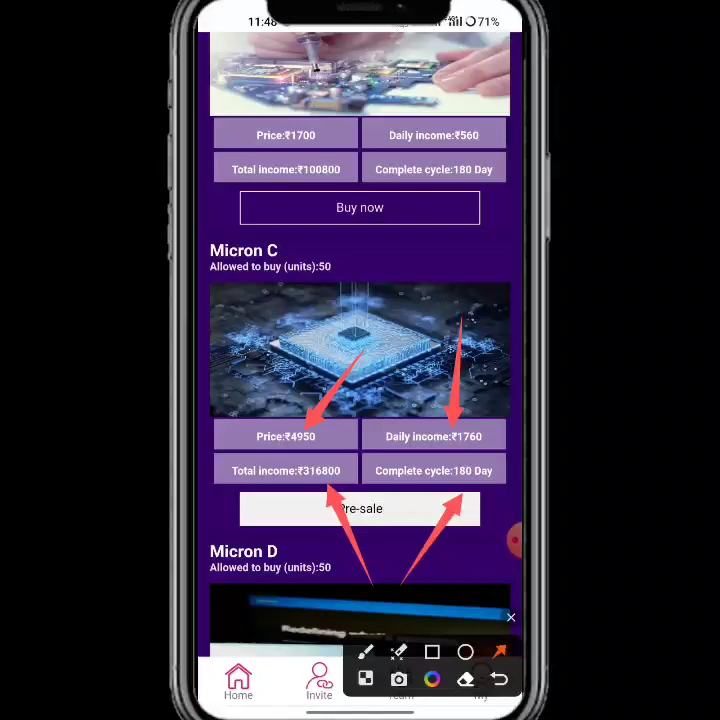 11:48
71%
Price:₹1700
Daily income:₹560
Total income:₹100800
Complete cycle:180 Day
Buy now
Micron C
Allowed to buy (units):50
Price:₹4950
Daily income:₹1760
Total income:₹316800
Complete cycle:180 Day
Pre-sale
Micron D
Allowed to buy (units):50
Home
Invite
Team
My